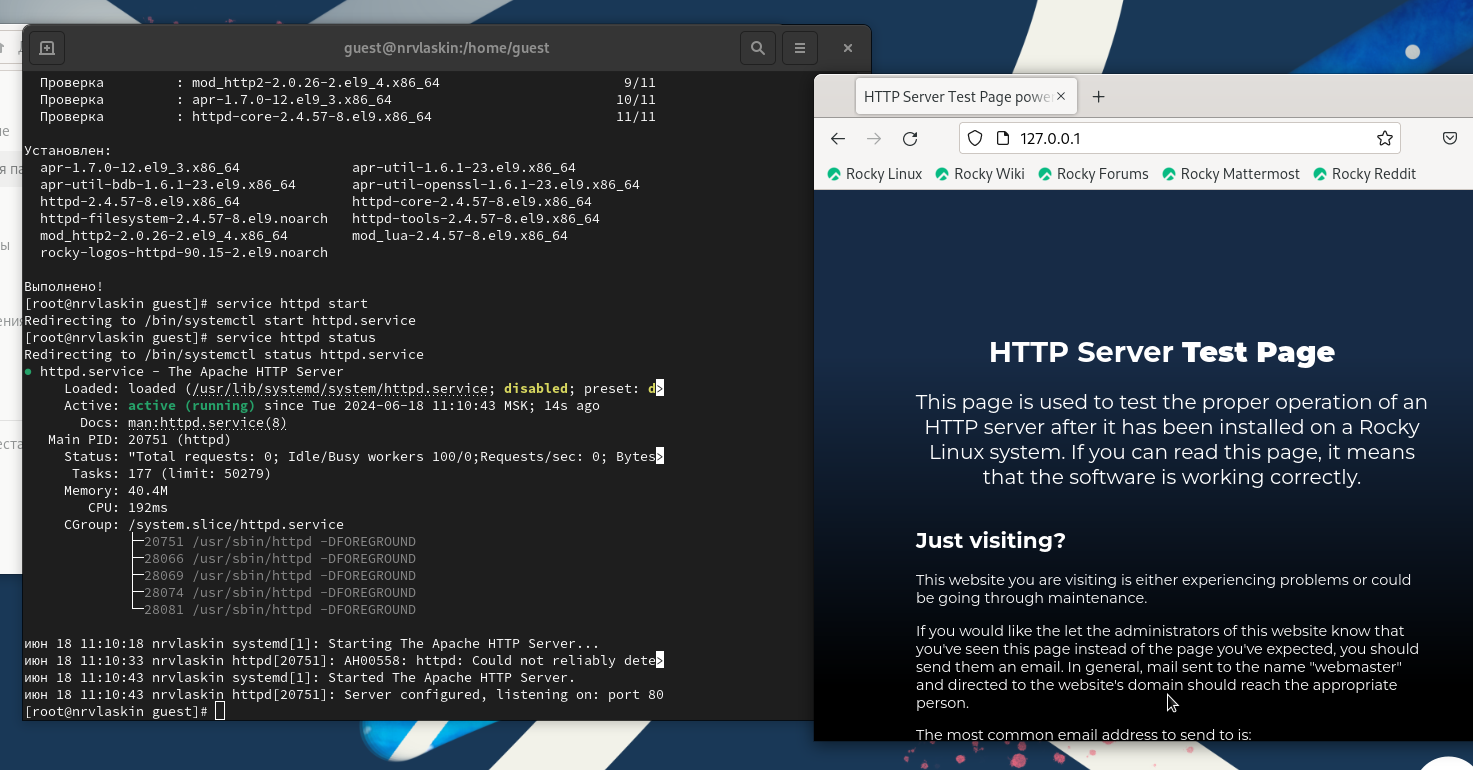 guest@nrvlaskin:/home/guest
Проверка : mod_http2-2.0.26-2.el9_4.x86_64 9/11
Проверка : apr-1.7.0-12.el9_3.x86_64 10/11
Проверка : httpd-core-2.4.57-8.el9.x86_64 11/11
Установлен:
apr-1.7.0-12.el9_3.x86_64 apr-util-1.6.1-23.el9.x86_64
apr-util-bdb-1.6.1-23.el9.x86_64 apr-util-openssl-1.6.1-23.el9.x86_64
httpd-2.4.57-8.el9.x86_64 httpd-core-2.4.57-8.el9.x86_64
httpd-filesystem-2.4.57-8.el9.noarch httpd-tools-2.4.57-8.el9.x86_64
mod_http2-2.0.26-2.el9_4.x86_64 mod_lua-2.4.57-8.el9.x86_64
rocky-logos-httpd-90.15-2.el9.noarch
Выполнено!
[root@nrvlaskin guest]# service httpd start
Redirecting to /bin/systemctl start httpd.service
[root@nrvlaskin guest]# service httpd status
Redirecting to /bin/systemctl status httpd.service
● httpd.service - The Apache HTTP Server
Loaded: loaded (/usr/lib/systemd/system/httpd.service; disabled; preset: d>
Active: active (running) since Tue 2024-06-18 11:10:43 MSK; 14s ago
Docs: man:httpd.service(8)
Main PID: 20751 (httpd)
Status: "Total requests: 0; Idle/Busy workers 100/0;Requests/sec: 0; Bytes>
Tasks: 177 (limit: 50279)
Memory: 40.4M
CPU: 192ms
CGroup: /system.slice/httpd.service
├─20751 /usr/sbin/httpd -DFOREGROUND
├─28066 /usr/sbin/httpd -DFOREGROUND
├─28069 /usr/sbin/httpd -DFOREGROUND
├─28074 /usr/sbin/httpd -DFOREGROUND
└─28081 /usr/sbin/httpd -DFOREGROUND
июн 18 11:10:18 nrvlaskin systemd[1]: Starting The Apache HTTP Server...
июн 18 11:10:33 nrvlaskin httpd[20751]: AH00558: httpd: Could not reliably dete>
июн 18 11:10:43 nrvlaskin systemd[1]: Started The Apache HTTP Server.
июн 18 11:10:43 nrvlaskin httpd[20751]: Server configured, listening on: port 80
[root@nrvlaskin guest]#
HTTP Server Test Page powe
127.0.0.1
Rocky Linux Rocky Wiki Rocky Forums Rocky Mattermost Rocky Reddit
HTTP Server Test Page
This page is used to test the proper operation of an
HTTP server after it has been installed on a Rocky
Linux system. If you can read this page, it means
that the software is working correctly.
Just visiting?
This website you are visiting is either experiencing problems or could
be going through maintenance.
If you would like the let the administrators of this website know that
you've seen this page instead of the page you've expected, you should
send them an email. In general, mail sent to the name "webmaster"
and directed to the website's domain should reach the appropriate
person.
The most common email address to send to is: